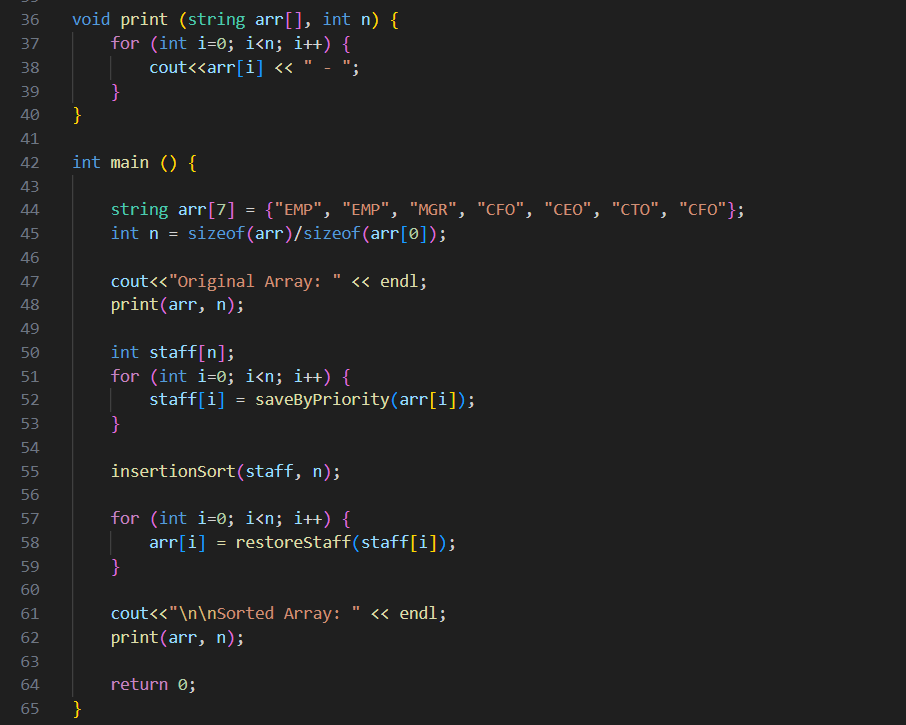 36 void print (string arr[], int n) {
37     for (int i=0; i<n; i++) {
38         cout<<arr[i] << " - ";
39     }
40 }
41
42 int main () {
43
44     string arr[7] = {"EMP", "EMP", "MGR", "CFO", "CEO", "CTO", "CFO"};
45     int n = sizeof(arr)/sizeof(arr[0]);
46
47     cout<<"Original Array: " << endl;
48     print(arr, n);
49
50     int staff[n];
51     for (int i=0; i<n; i++) {
52         staff[i] = saveByPriority(arr[i]);
53     }
54
55     insertionSort(staff, n);
56
57     for (int i=0; i<n; i++) {
58         arr[i] = restoreStaff(staff[i]);
59     }
60
61     cout<<"\n\nSorted Array: " << endl;
62     print(arr, n);
63
64     return 0;
65 }